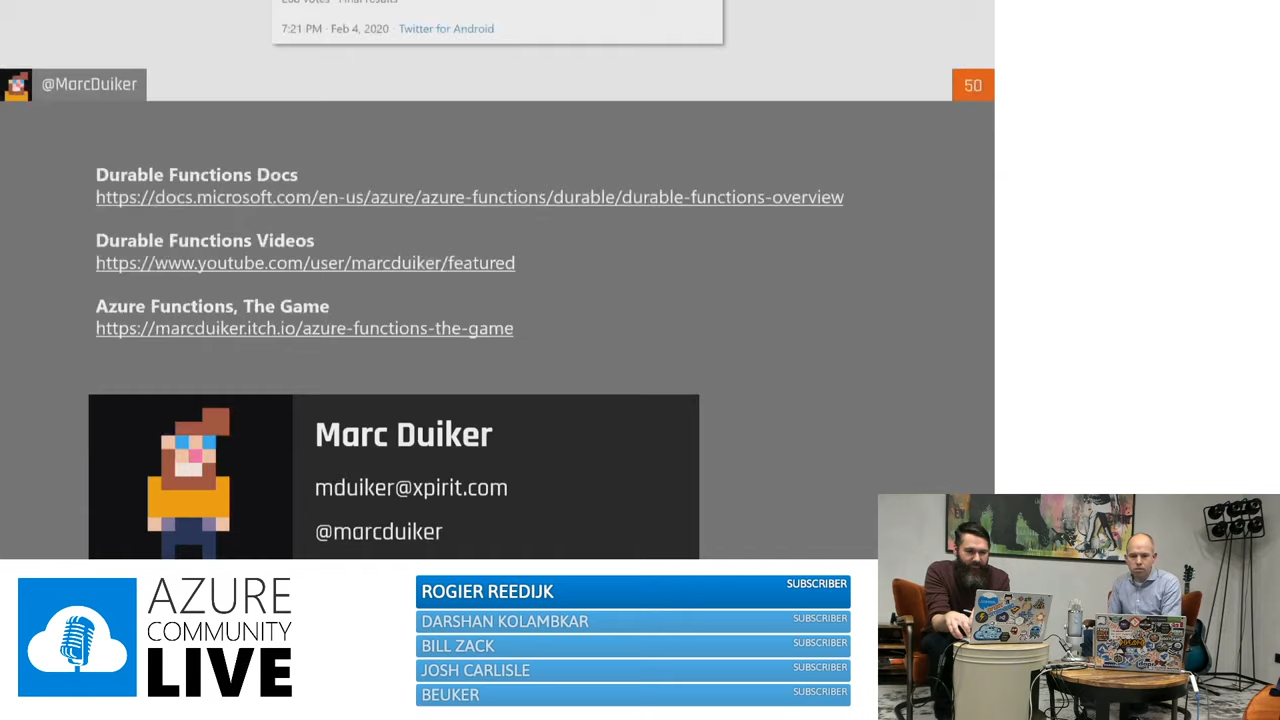 7:21 PM · Feb 4, 2020 · Twitter for Android
@MarcDuiker
50
Durable Functions Docs
https://docs.microsoft.com/en-us/azure/azure-functions/durable/durable-functions-overview
Durable Functions Videos
https://www.youtube.com/user/marcduiker/featured
Azure Functions, The Game
https://marcduiker.itch.io/azure-functions-the-game
Marc Duiker
mduiker@xpirit.com
@marcduiker
AZURE
COMMUNITY
LIVE
ROGIER REEDIJK SUBSCRIBER
DARSHAN KOLAMBKAR SUBSCRIBER
BILL ZACK SUBSCRIBER
JOSH CARLISLE SUBSCRIBER
BEUKER SUBSCRIBER